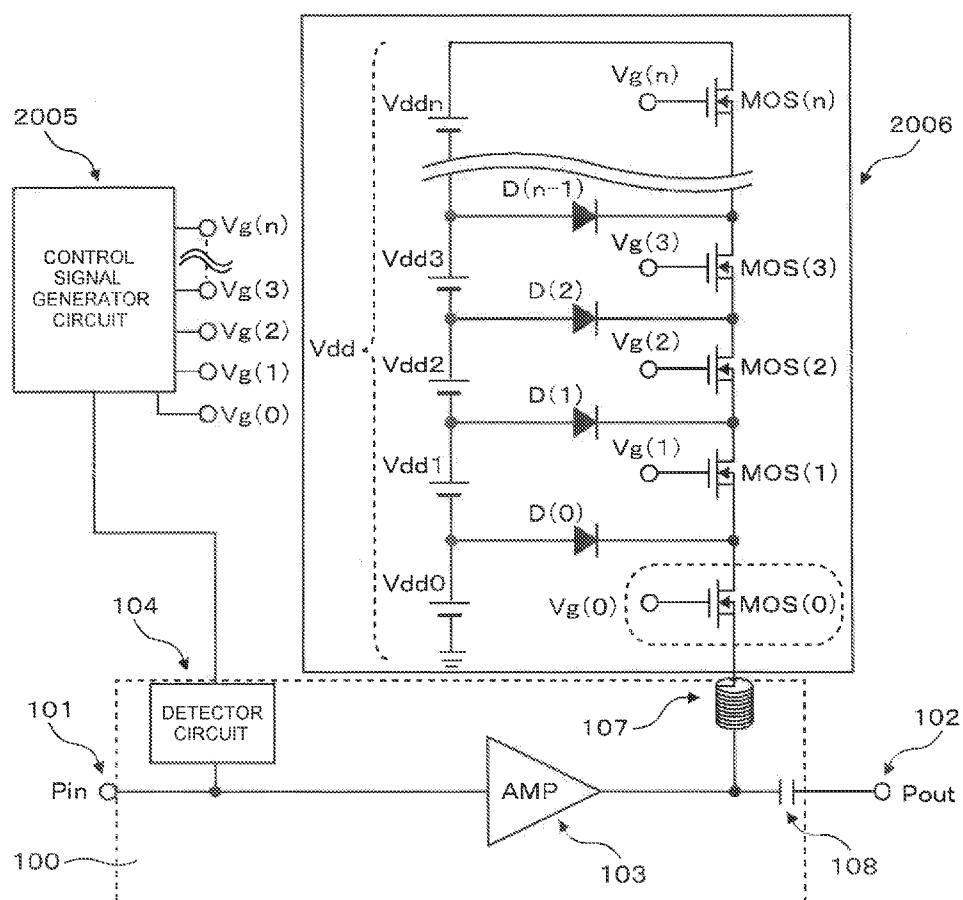 2005
CONTROL
SIGNAL
GENERATOR
CIRCUIT
Vg(n)
Vg(3)
Vg(2)
Vg(1)
Vg(0)
Vdd
Vddn
Vdd3
Vdd2
Vdd1
Vdd0
D(n-1)
D(2)
D(1)
D(0)
Vg(n)
Vg(3)
Vg(2)
Vg(1)
Vg(0)
MOS(n)
MOS(3)
MOS(2)
MOS(1)
MOS(0)
2006
104
DETECTOR
CIRCUIT
101
Pin
100
AMP
103
107
108
102
Pout